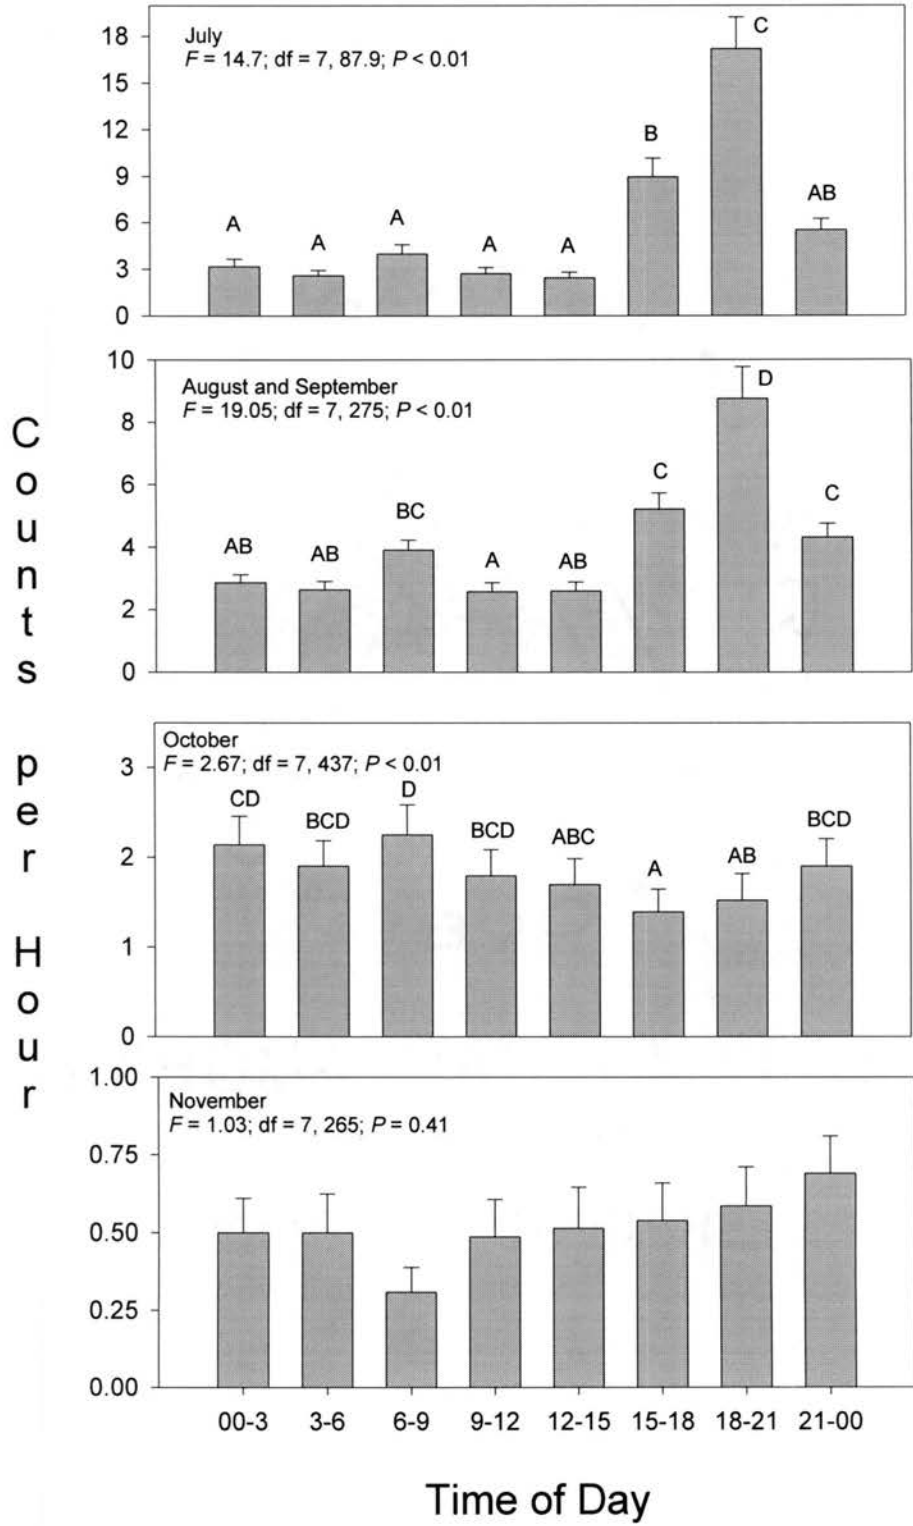 Counts per Hour
July
F = 14.7; df = 7, 87.9; P < 0.01
18
15
12
9
6
3
0
A
A
A
A
A
B
C
AB
August and September
F = 19.05; df = 7, 275; P < 0.01
10
8
6
4
2
0
AB
AB
BC
A
AB
C
D
C
October
F = 2.67; df = 7, 437; P < 0.01
3
2
1
0
CD
BCD
D
BCD
ABC
A
AB
BCD
November
F = 1.03; df = 7, 265; P = 0.41
1.00
0.75
0.50
0.25
0.00
00-3 3-6 6-9 9-12 12-15 15-18 18-21 21-00
Time of Day